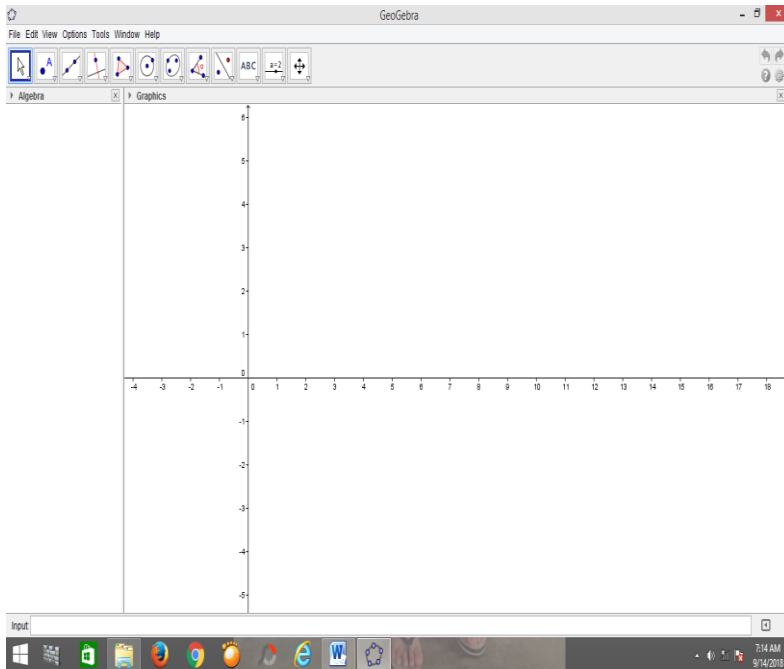 GeoGebra
File Edit View Options Tools Window Help
A
ABC
a=2
Algebra
Graphics
6
5
4
3
2
1
0
-4 -3 -2 -1 0 1 2 3 4 5 6 7 8 9 10 11 12 13 14 15 16 17 18
-1
-2
-3
-4
-5
Input:
7:14 AM